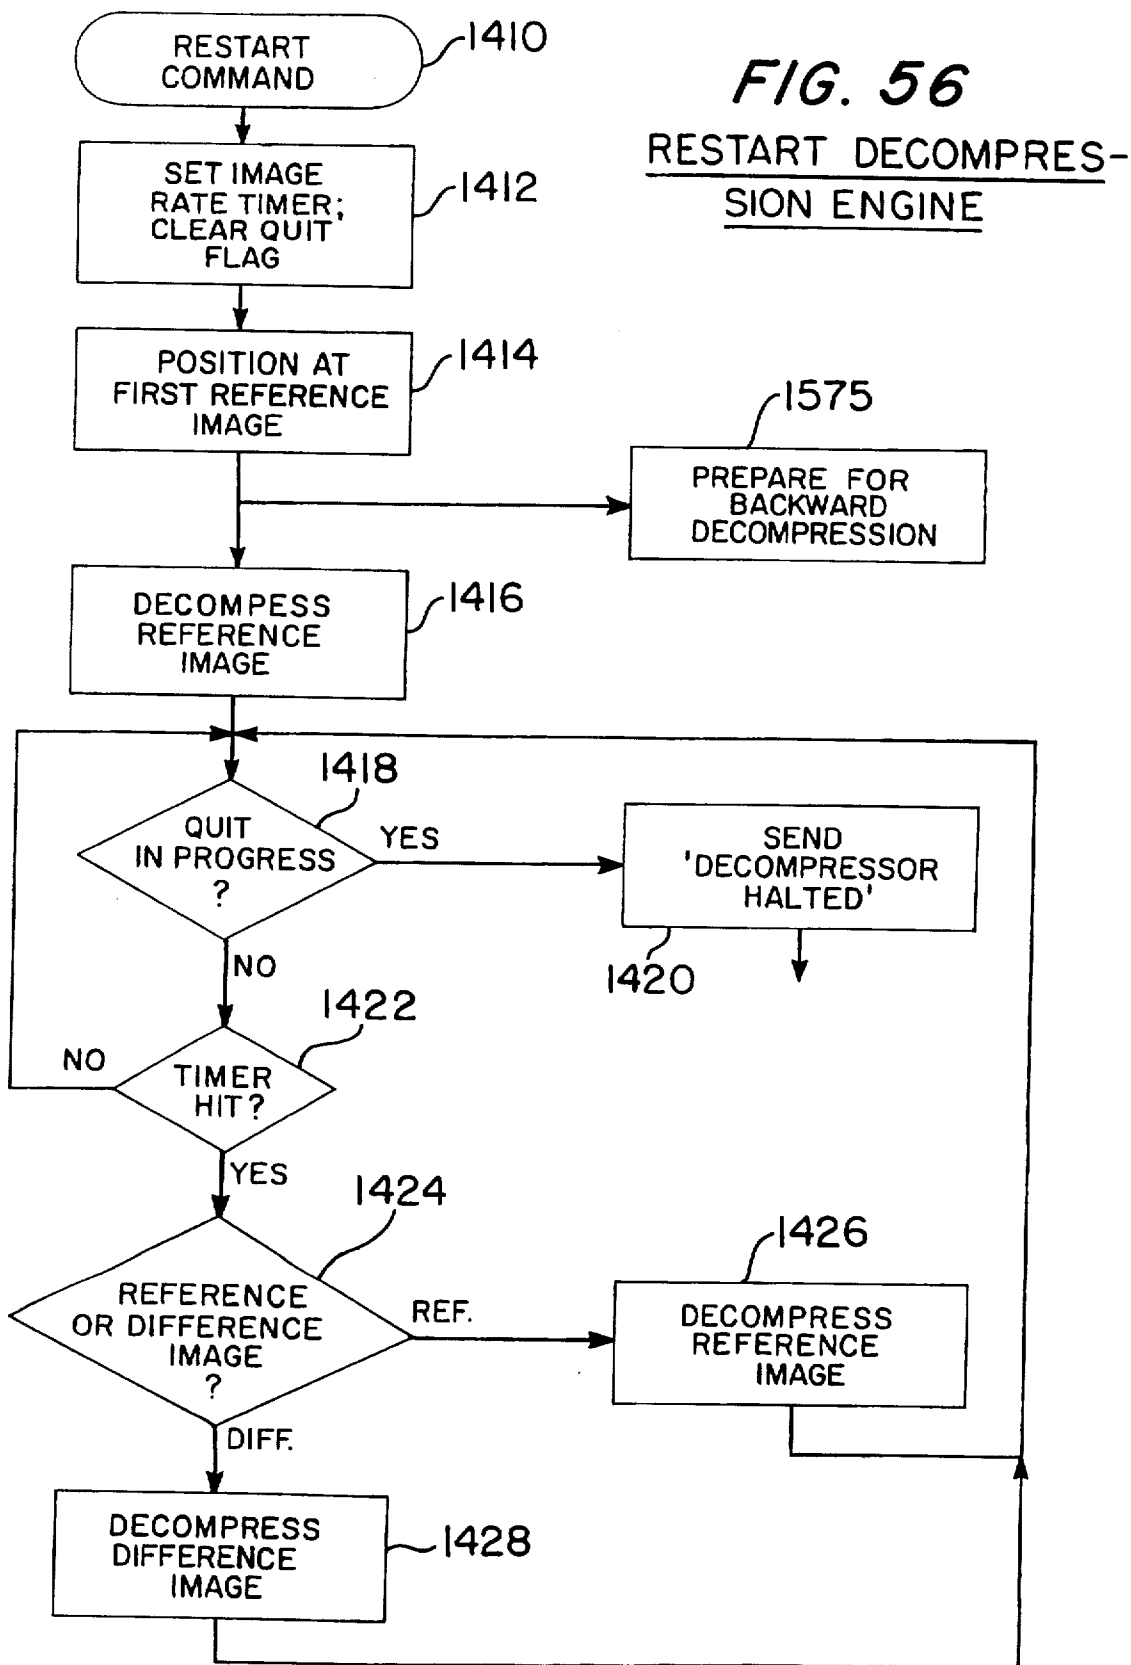 RESTART
COMMAND
1410
FIG. 56
RESTART DECOMPRES-
SION ENGINE
SET IMAGE
RATE TIMER;
CLEAR QUIT
FLAG
1412
POSITION AT
FIRST REFERENCE
IMAGE
1414
1575
PREPARE FOR
BACKWARD
DECOMPRESSION
DECOMPESS
REFERENCE
IMAGE
1416
1418
QUIT
IN PROGRESS
?
YES
SEND
'DECOMPRESSOR
HALTED'
1420
NO
1422
NO
TIMER
HIT?
YES
1424
REFERENCE
OR DIFFERENCE
IMAGE
?
REF.
1426
DECOMPRESS
REFERENCE
IMAGE
DIFF.
DECOMPRESS
DIFFERENCE
IMAGE
1428